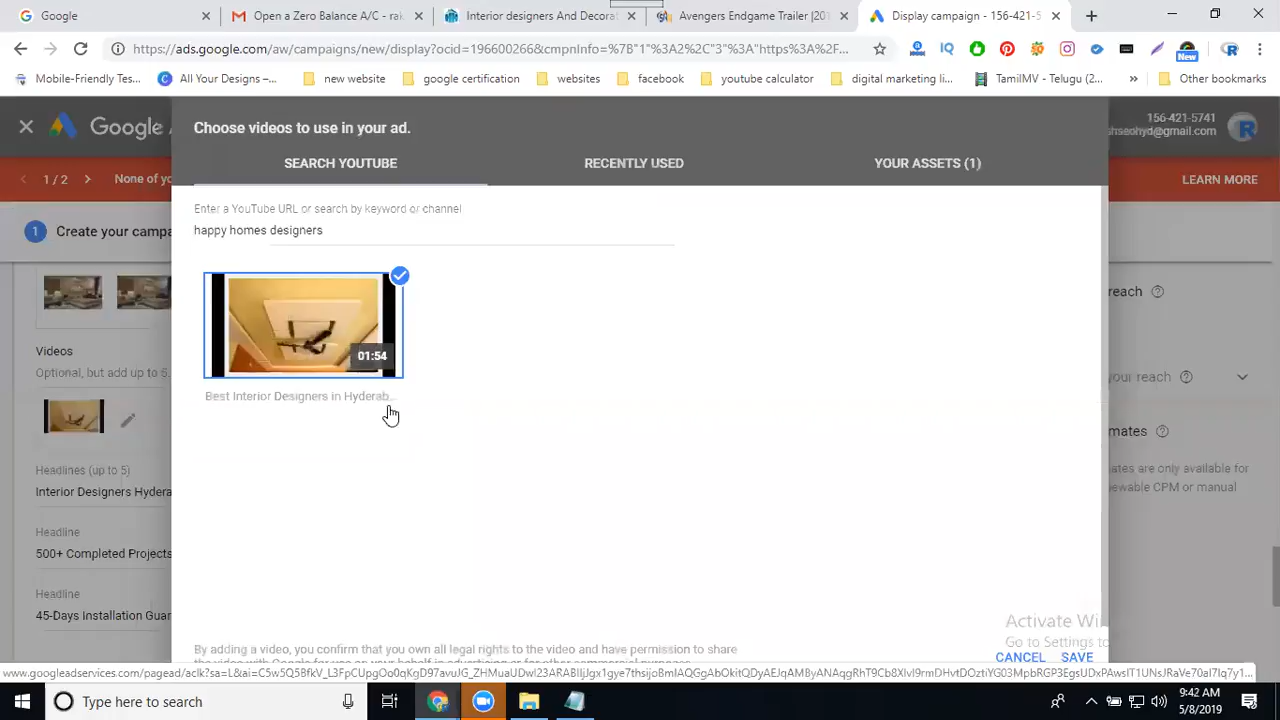 Google
Open a Zero Balance A/C - rak
Interior designers And Decorat
Avengers Endgame Trailer |201
Display campaign - 156-421-5
https://ads.google.com/aw/campaigns/new/display?ocid=196600266&cmpnInfo=%7B"1"%3A2%2C"3"%3A"https%3A%2F...
New
Mobile-Friendly Tes...
All Your Designs –...
new website
google certification
websites
facebook
youtube calculator
digital marketing li...
TamilMV - Telugu (2...
Other bookmarks
Google A
156-421-5741
hseohyd@gmail.com
1 / 2
None of yo
LEARN MORE
1
Create your campa
Choose videos to use in your ad.
SEARCH YOUTUBE
RECENTLY USED
YOUR ASSETS (1)
Enter a YouTube URL or search by keyword or channel
happy homes designers
01:54
Best Interior Designers in Hyderab...
Videos
Optional, but add up to 5.
Headlines (up to 5)
Interior Designers Hydera
Headline
500+ Completed Projects
Headline
45-Days Installation Guar
each
your reach
mates
ates are only available for
ewable CPM or manual
By adding a video, you confirm that you own all legal rights to the video and have permission to share
Activate Wi
Go to Settings to
CANCEL
SAVE
Type here to search
9:42 AM
5/8/2019